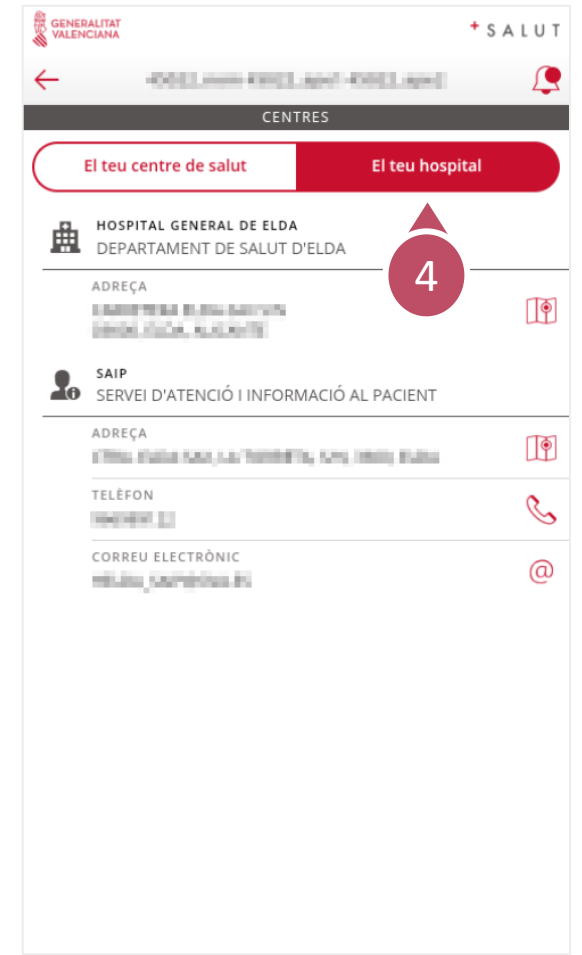 GENERALITAT
VALENCIANA
+ SALUT
CENTRES
El teu centre de salut
El teu hospital
HOSPITAL GENERAL DE ELDA
DEPARTAMENT DE SALUT D'ELDA
4
ADREÇA
SAIP
SERVEI D'ATENCIÓ I INFORMACIÓ AL PACIENT
ADREÇA
TELÈFON
CORREU ELECTRÒNIC
@